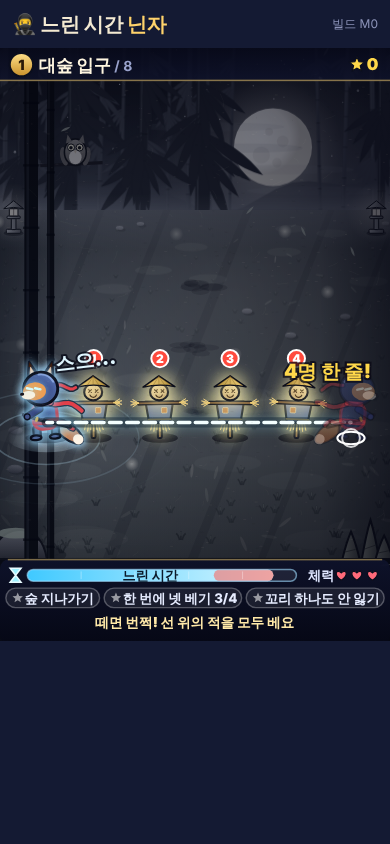 느린 시간 닌자
빌드 M0
1 대숲 입구 / 8
★ 0
스으...
1 2 3 4
4명 한 줄!
느린 시간
체력
★숲 지나가기
★한 번에 넷 베기 3/4
★꼬리 하나도 안 잃기
떼면 번쩍! 선 위의 적을 모두 베요